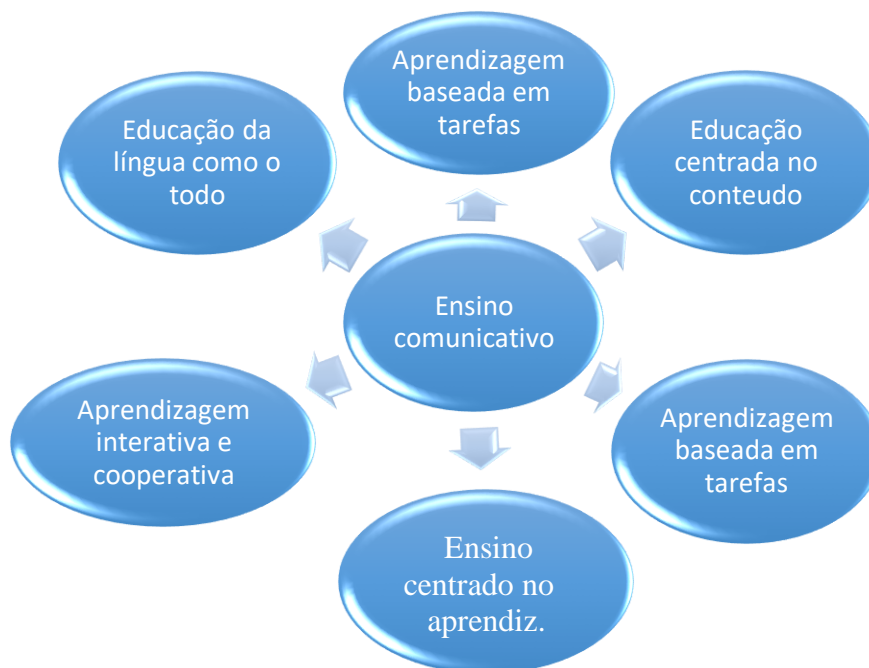 Aprendizagem
baseada em
tarefas
Educação da
língua como o
todo
Educação
centrada no
conteudo
Ensino
comunicativo
Aprendizagem
interativa e
cooperativa
Aprendizagem
baseada em
tarefas
Ensino
centrado no
aprendiz.